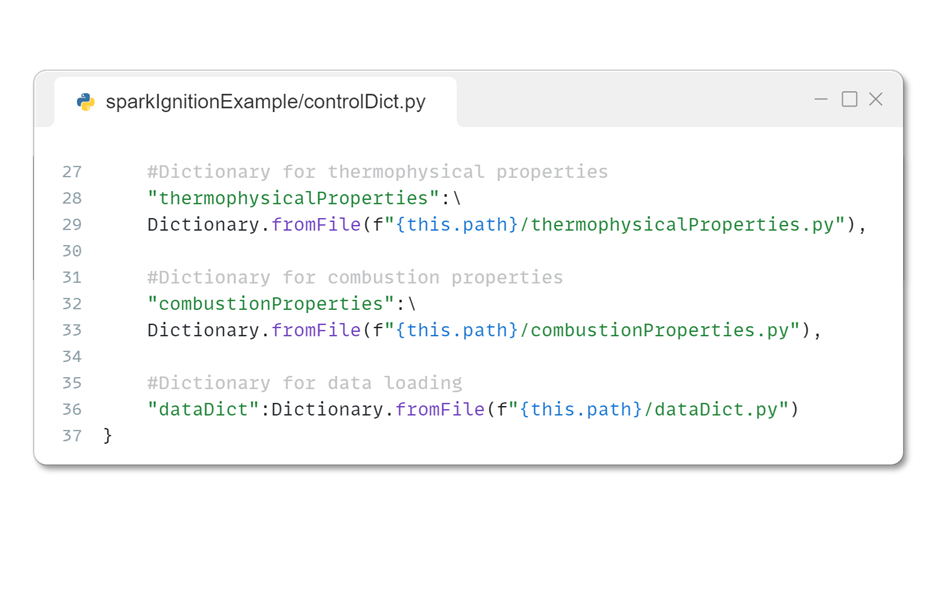 sparkIgnitionExample/controlDict.py
27 #Dictionary for thermophysical properties
28 "thermophysicalProperties":\
29 Dictionary.fromFile(f"{this.path}/thermophysicalProperties.py"),
30
31 #Dictionary for combustion properties
32 "combustionProperties":\
33 Dictionary.fromFile(f"{this.path}/combustionProperties.py"),
34
35 #Dictionary for data loading
36 "dataDict":Dictionary.fromFile(f"{this.path}/dataDict.py")
37 }